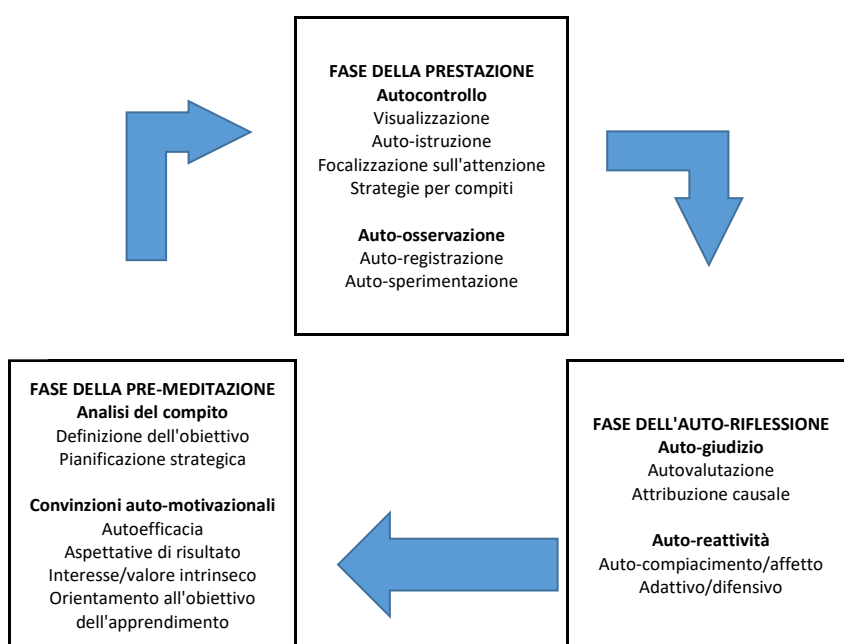 FASE DELLA PRESTAZIONE
Autocontrollo
Visualizzazione
Auto-istruzione
Focalizzazione sull'attenzione
Strategie per compiti
Auto-osservazione
Auto-registrazione
Auto-sperimentazione
FASE DELLA PRE-MEDITAZIONE
Analisi del compito
Definizione dell'obiettivo
Pianificazione strategica
Convinzioni auto-motivazionali
Autoefficacia
Aspettative di risultato
Interesse/valore intrinseco
Orientamento all'obiettivo
dell'apprendimento
FASE DELL'AUTO-RIFLESSIONE
Auto-giudizio
Autovalutazione
Attribuzione causale
Auto-reattività
Auto-compiacimento/affetto
Adattivo/difensivo